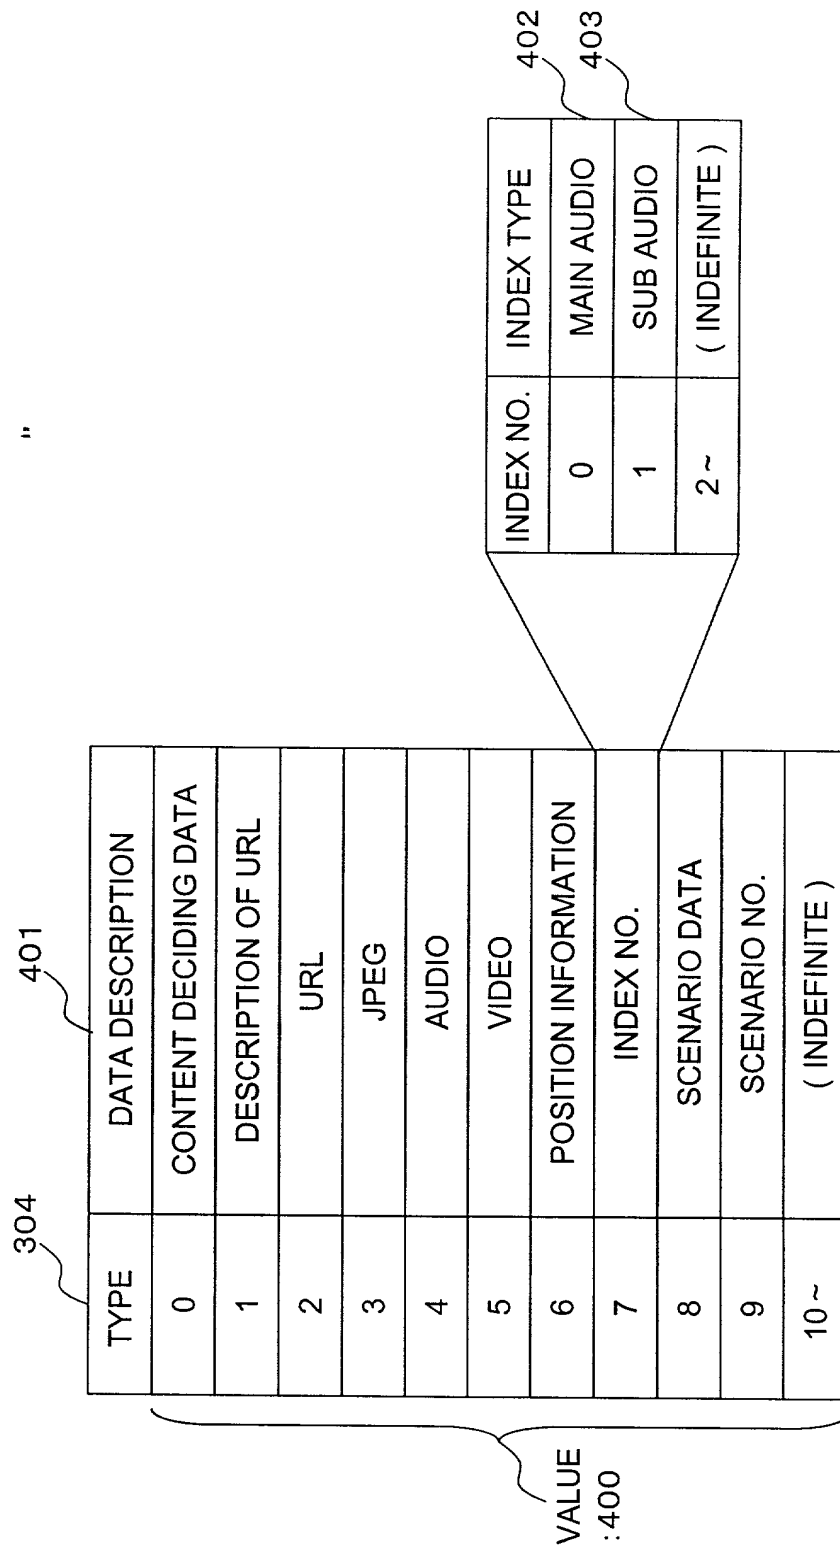 304
401
TYPE DATA DESCRIPTION
0 CONTENT DECIDING DATA
1 DESCRIPTION OF URL
2 URL
3 JPEG
4 AUDIO
5 VIDEO
6 POSITION INFORMATION
7 INDEX NO.
8 SCENARIO DATA
9 SCENARIO NO.
10 ~ ( INDEFINITE )
VALUE
:400
INDEX NO. INDEX TYPE
0 MAIN AUDIO
1 SUB AUDIO
2 ~ ( INDEFINITE )
402
403